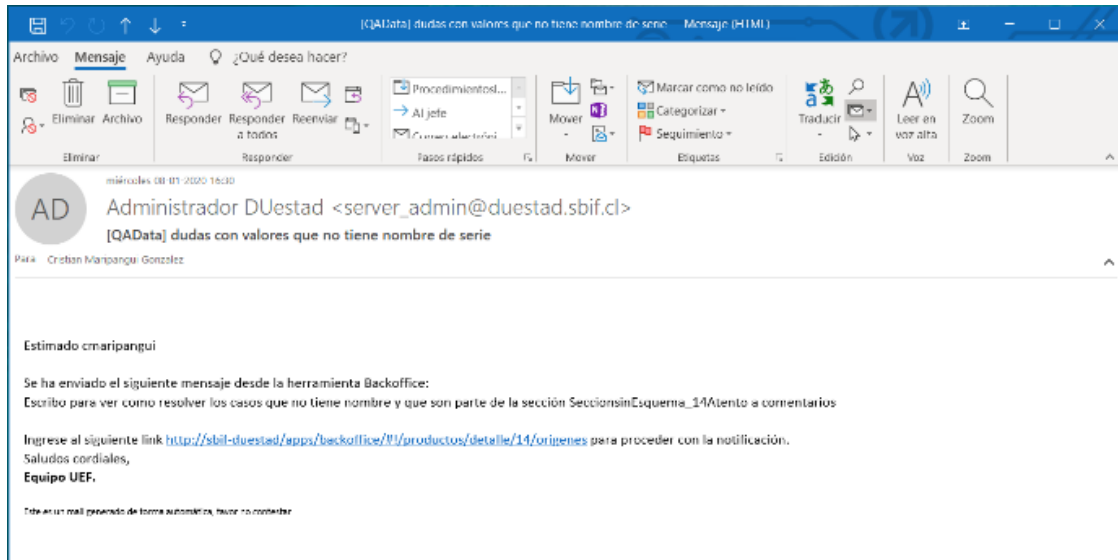 [QAData] dudas con valores que no tiene nombre de serie - Mensaje (HTML)
Archivo Mensaje Ayuda ¿Qué desea hacer?
Eliminar Archivo Responder Responder a todos Reenviar
Procedimientosl...
Al jefe
Correo electróni...
Mover
Marcar como no leído
Categorizar
Seguimiento
Traducir
Leer en voz alta
Zoom
Eliminar Responder Pasos rápidos Mover Etiquetas Edición Voz Zoom
miércoles 08-01-2020 16:30
AD
Administrador DUestad <server_admin@duestad.sbif.cl>
[QAData] dudas con valores que no tiene nombre de serie
Para Cristian Maripangui Gonzalez
Estimado cmaripangui
Se ha enviado el siguiente mensaje desde la herramienta Backoffice:
Escribo para ver como resolver los casos que no tiene nombre y que son parte de la sección SeccionsinEsquema_14Atento a comentarios
Ingrese al siguiente link http://sbif-duestad/apps/backoffice/#!/productos/detalle/14/origenes para proceder con la notificación.
Saludos cordiales,
Equipo UEF.
Este es un mail generado de forma automática, favor no contestar